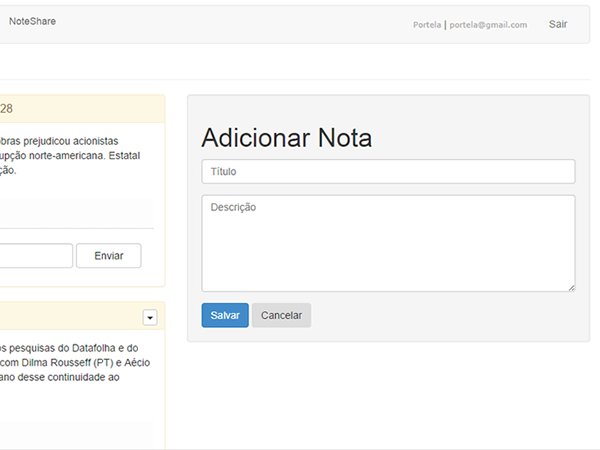 NoteShare
Portela | portela@gmail.com
Sair
28
obras prejudicou acionistas
upção norte-americana. Estatal
ção.
Enviar
os pesquisas do Datafolha e do
com Dilma Rousseff (PT) e Aécio
ano desse continuidade ao
Adicionar Nota
Título
Descrição
Salvar
Cancelar